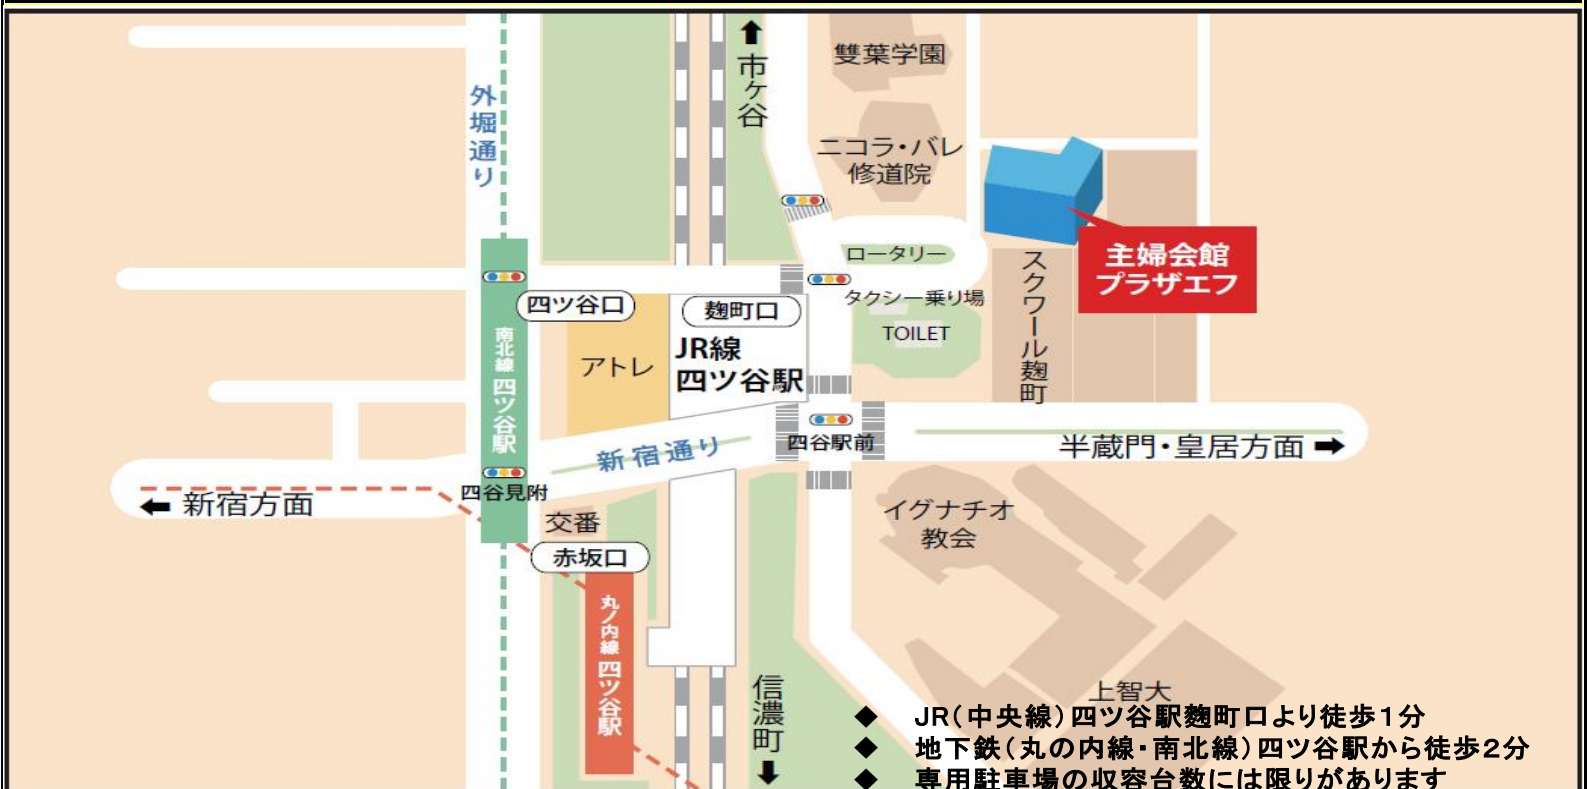 外堀通り
市ケ谷
雙葉学園
ニコラ・バレ
修道院
主婦会館
プラザエフ
ロータリー
タクシー乗り場
TOILET
スクワール麹町
四ツ谷口
麹町口
JR線
四ツ谷駅
アトレ
南北線 四ツ谷駅
新宿通り
四谷駅前
半蔵門・皇居方面 ➡
⬅ 新宿方面
四谷見附
交番
赤坂口
丸ノ内線 四ツ谷駅
イグナチオ
教会
上智大
信濃町
◆ JR(中央線)四ツ谷駅麴町口より徒歩1分
◆ 地下鉄(丸の内線・南北線)四ツ谷駅から徒歩2分
◆ 専用駐車場の収容台数には限りがあります